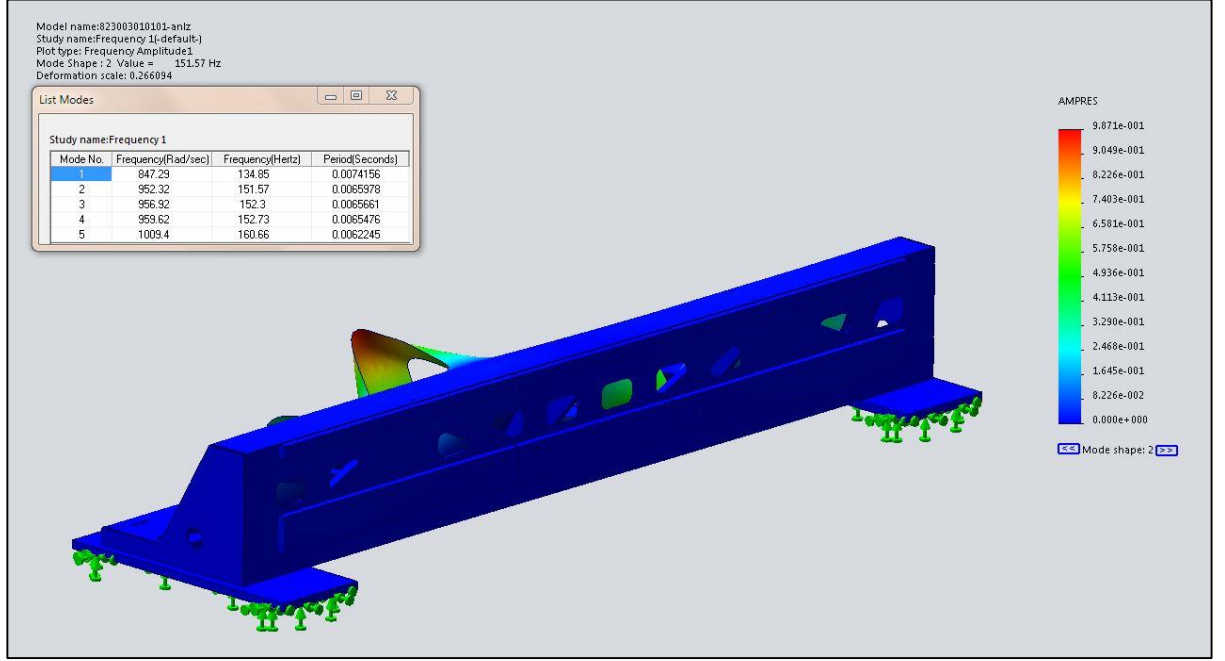 Model name:823003010101-anlz
Study name:Frequency 1(-default-)
Plot type: Frequency Amplitude1
Mode Shape : 2 Value = 151.57 Hz
Deformation scale: 0.266094
List Modes
Study name:Frequency 1
Mode No. Frequency(Rad/sec) Frequency(Hertz) Period(Seconds)
1 847.29 134.85 0.0074156
2 952.32 151.57 0.0065978
3 956.92 152.3 0.0065661
4 959.62 152.73 0.0065476
5 1009.4 160.66 0.0062245
AMPRES
9.871e-001
9.049e-001
8.226e-001
7.403e-001
6.581e-001
5.758e-001
4.936e-001
4.113e-001
3.290e-001
2.468e-001
1.645e-001
8.226e-002
0.000e+000
<< Mode shape: 2 >>